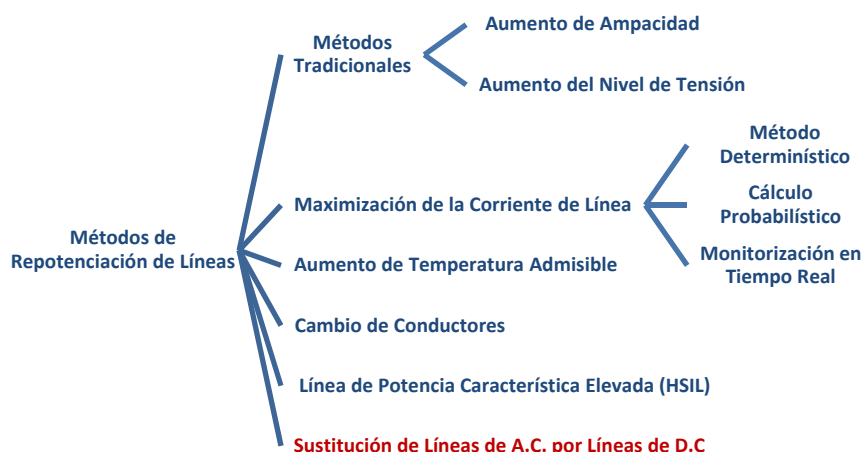 Métodos de
Repotenciación de Líneas
Métodos
Tradicionales
Aumento de Ampacidad
Aumento del Nivel de Tensión
Maximización de la Corriente de Línea
Método
Determinístico
Cálculo
Probabilístico
Monitorización en
Tiempo Real
Aumento de Temperatura Admisible
Cambio de Conductores
Línea de Potencia Característica Elevada (HSIL)
Sustitución de Líneas de A.C. por Líneas de D.C